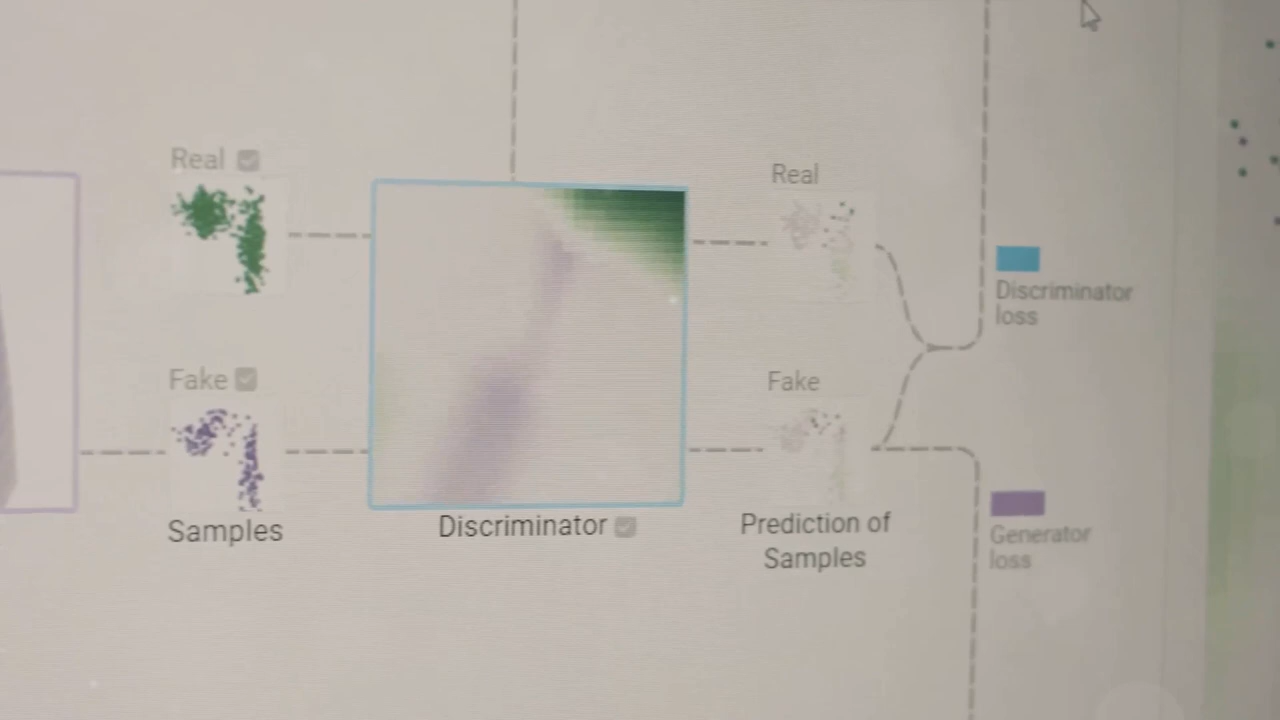 Real
Fake
Samples
Discriminator
Real
Fake
Prediction of
Samples
Discriminator
loss
Generator
loss